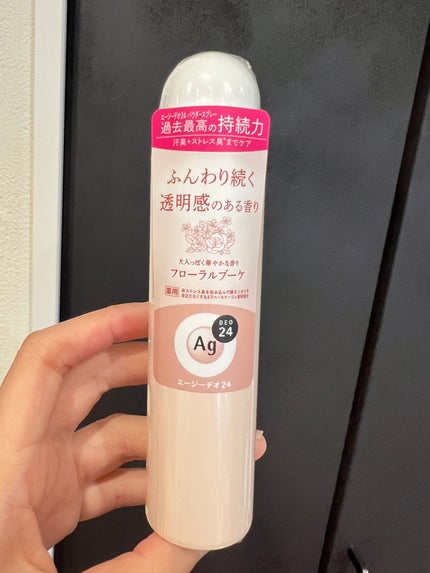 エージーデオ24 パウダースプレー
過去最高の持続力
汗臭+ストレス臭*までケア
ふんわり続く
透明感のある香り
大人っぽく華やかな香り
フローラルブーケ
薬用
Ag
DEO
24
エージーデオ24